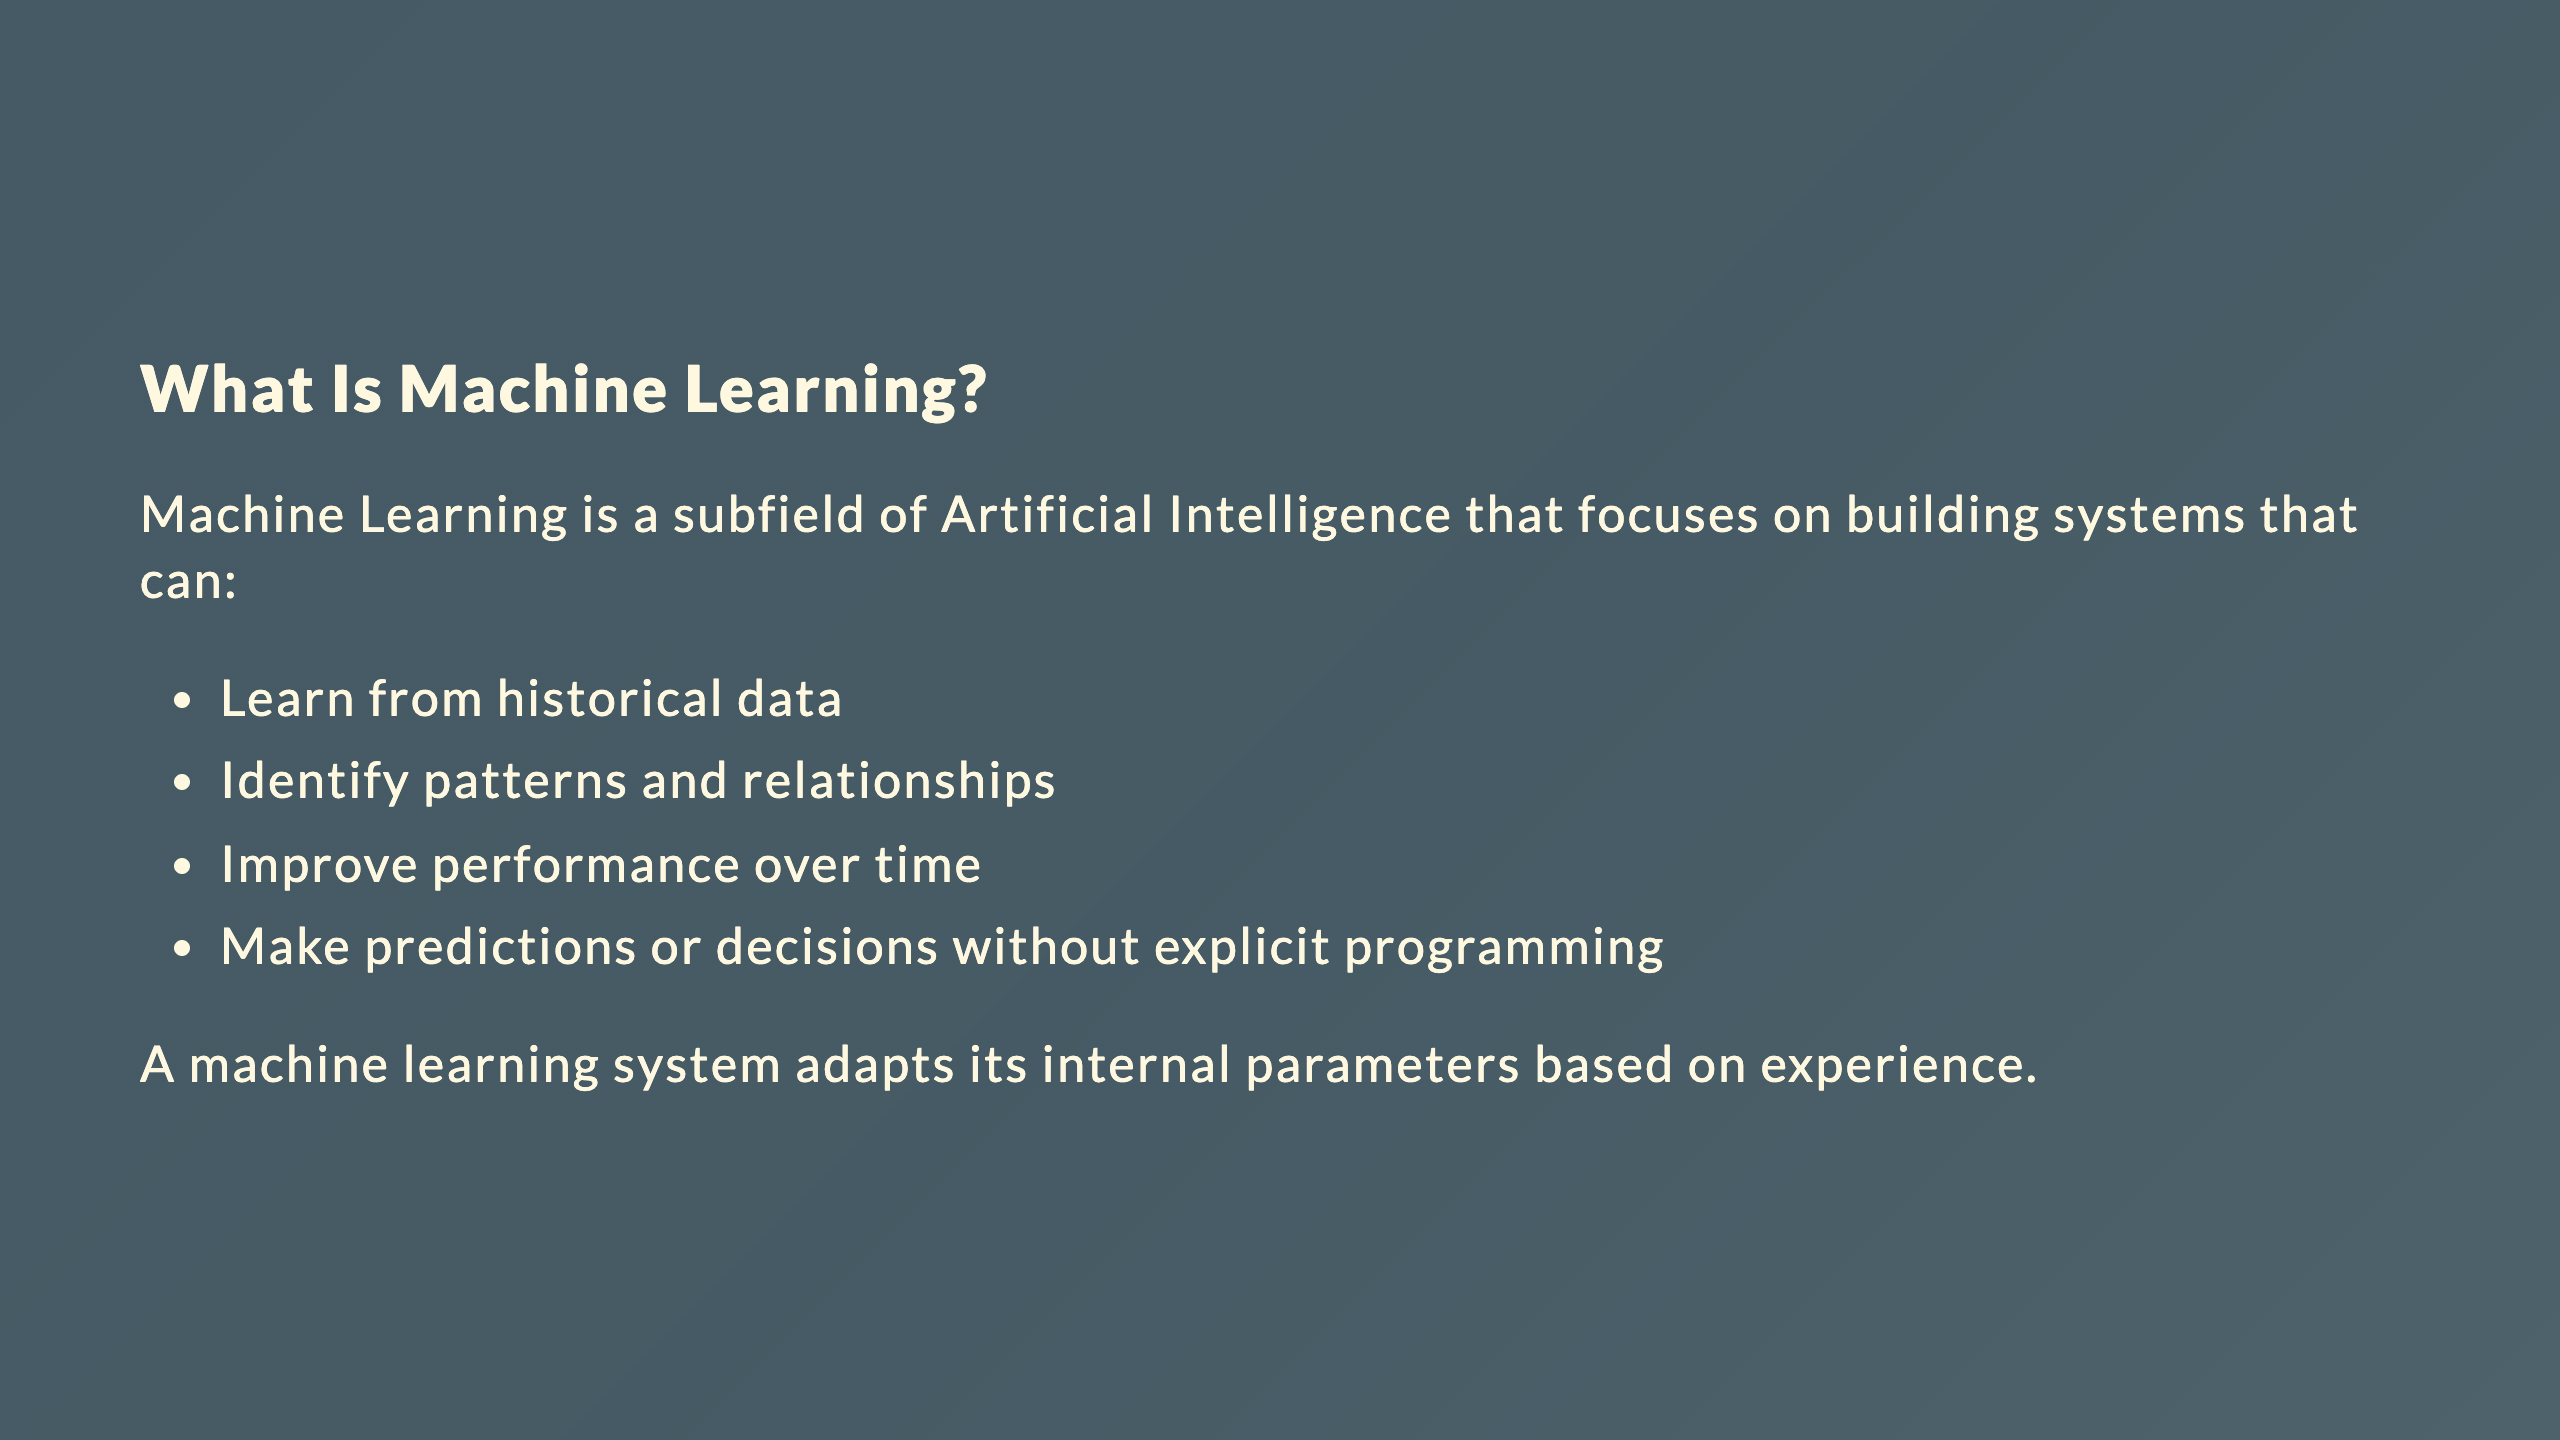 What Is Machine Learning?
Machine Learning is a subfield of Artificial Intelligence that focuses on building systems that
can:
• Learn from historical data
• Identify patterns and relationships
• Improve performance over time
• Make predictions or decisions without explicit programming
A machine learning system adapts its internal parameters based on experience.